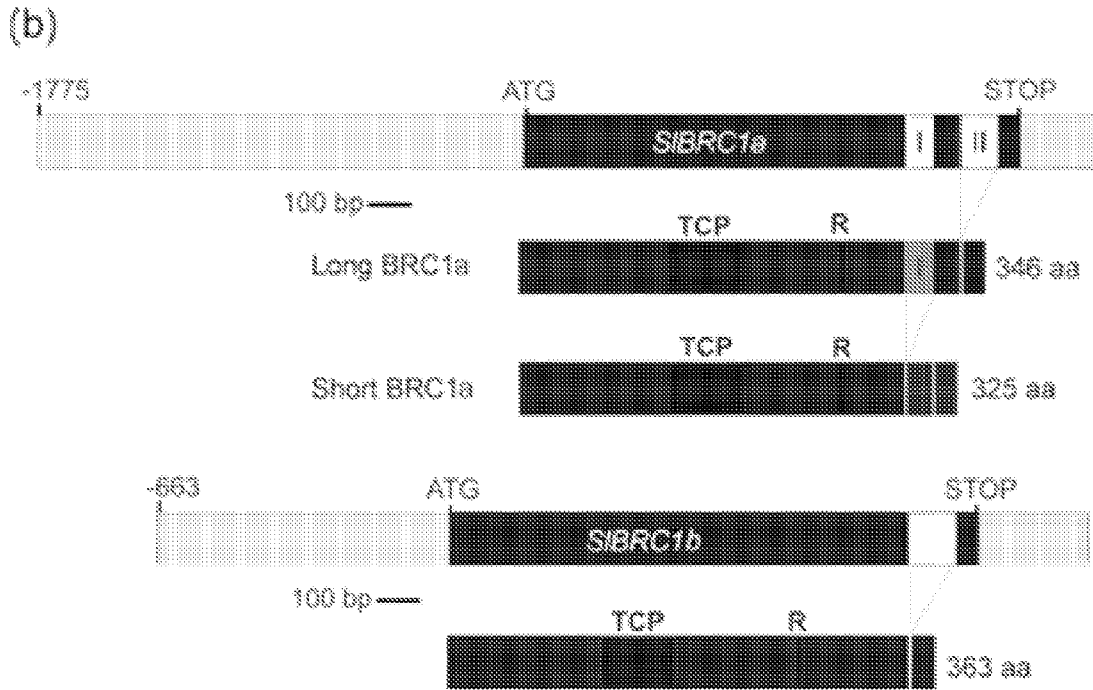 (b)
-1775 ATG STOP
SlBRC1a I II
100 bp
TCP R
Long BRC1a I 346 aa
TCP R
Short BRC1a 325 aa
-663 ATG STOP
SlBRC1b
100 bp
TCP R
363 aa